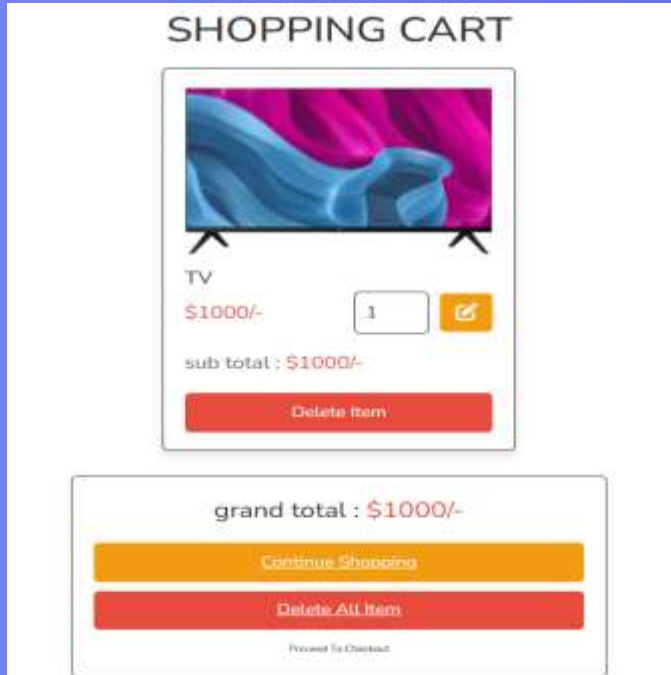 SHOPPING CART
TV
$1000/-
1
sub total : $1000/-
Delete Item
grand total : $1000/-
Continue Shopping
Delete All Item
Proceed To Checkout